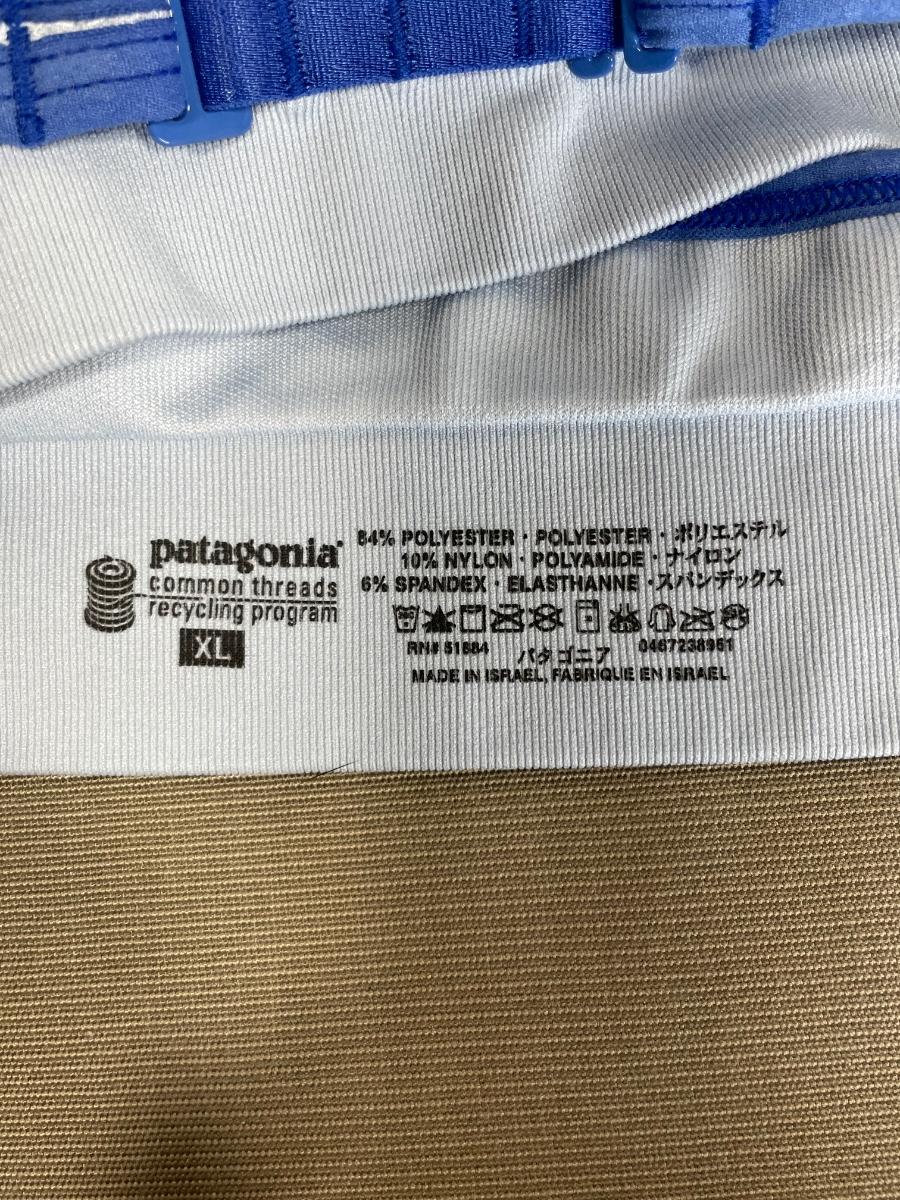 patagonia®
common threads
recycling program
XL
84% POLYESTER · POLYESTER · ポリエステル
10% NYLON · POLYAMIDE · ナイロン
6% SPANDEX · ELASTHANNE · スパンデックス
RN# 51884 パタゴニア 0467238951
MADE IN ISRAEL, FABRIQUE EN ISRAEL